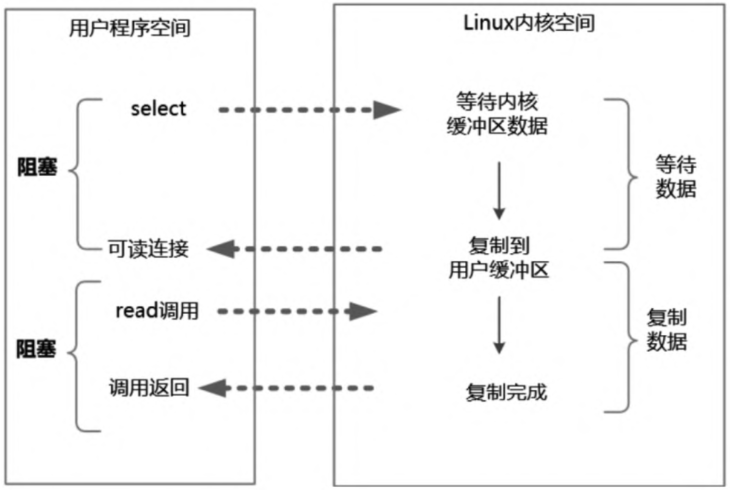 用户程序空间
Linux内核空间
select
等待内核
缓冲区数据
阻塞
等待
数据
可读连接
复制到
用户缓冲区
read调用
阻塞
复制
数据
调用返回
复制完成